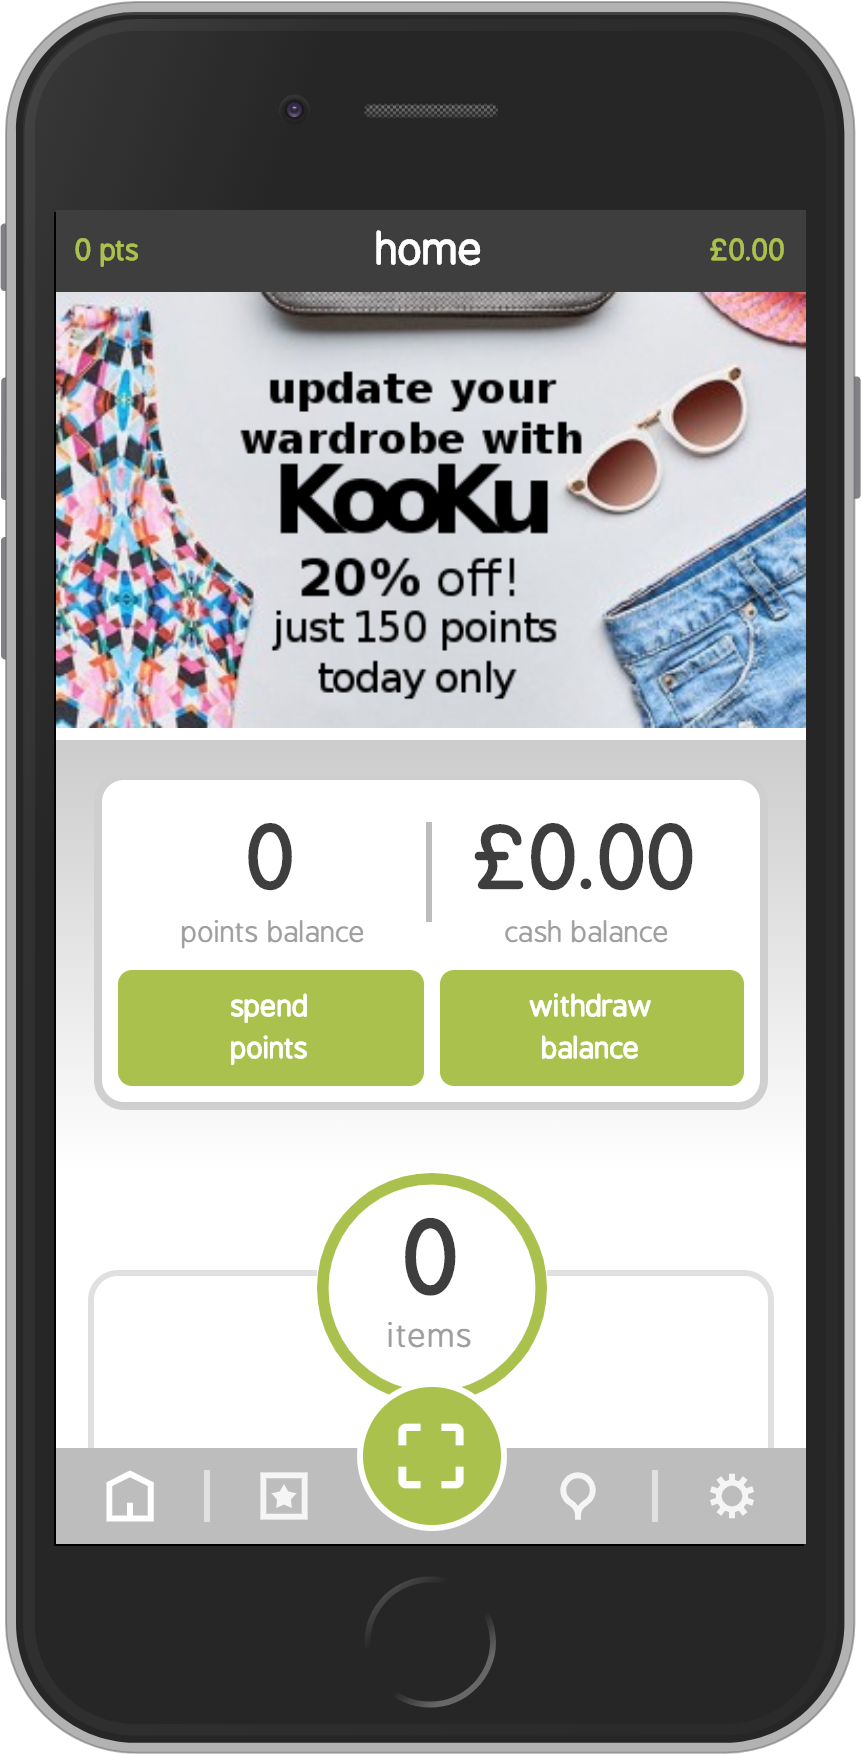 0 pts
home
£0.00
update your
wardrobe with
KooKu
20% off!
just 150 points
today only
0
£0.00
points balance
cash balance
spend
points
withdraw
balance
0
items